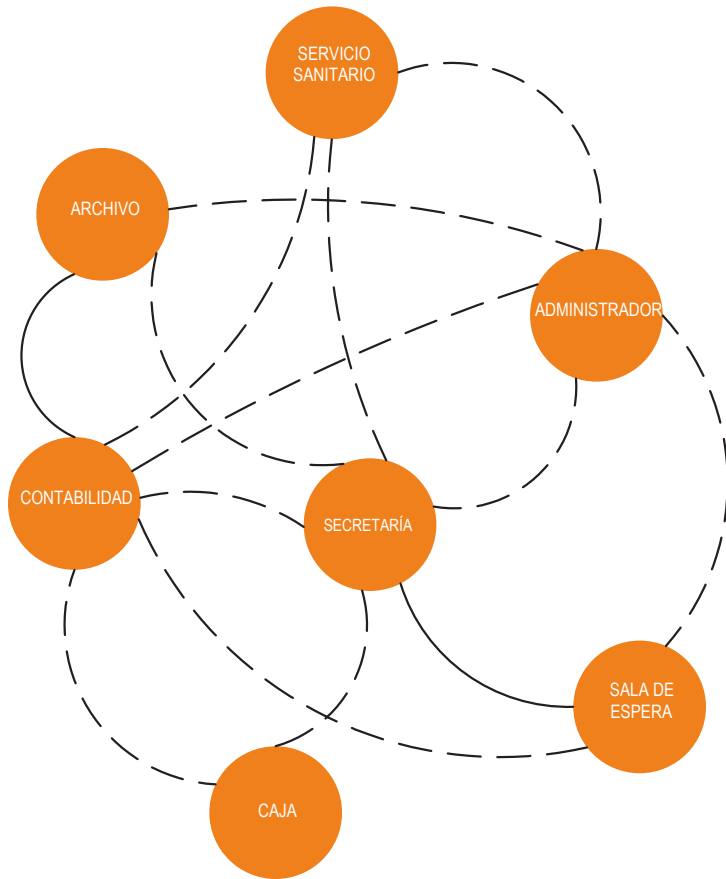 SERVICIO
SANITARIO
ARCHIVO
ADMINISTRADOR
CONTABILIDAD
SECRETARÍA
SALA DE
ESPERA
CAJA